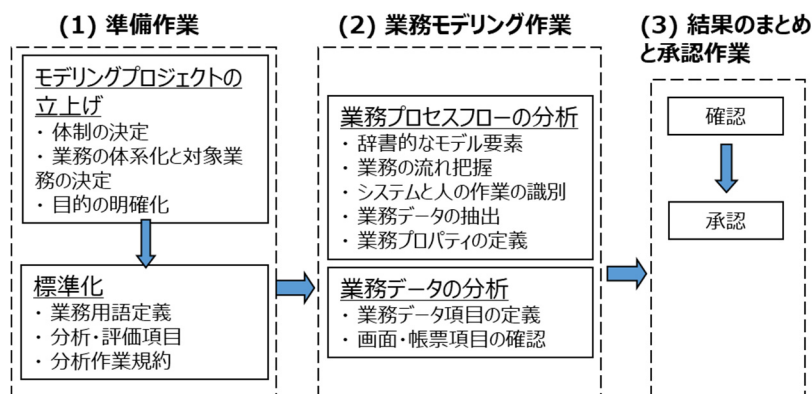 (1) 準備作業
モデリングプロジェクトの
立上げ
・体制の決定
・業務の体系化と対象業
務の決定
・目的の明確化
標準化
・業務用語定義
・分析・評価項目
・分析作業規約
(2) 業務モデリング作業
業務プロセスフローの分析
・辞書的なモデル要素
・業務の流れ把握
・システムと人の作業の識別
・業務データの抽出
・業務プロパティの定義
業務データの分析
・業務データ項目の定義
・画面・帳票項目の確認
(3) 結果のまとめ
と承認作業
確認
承認